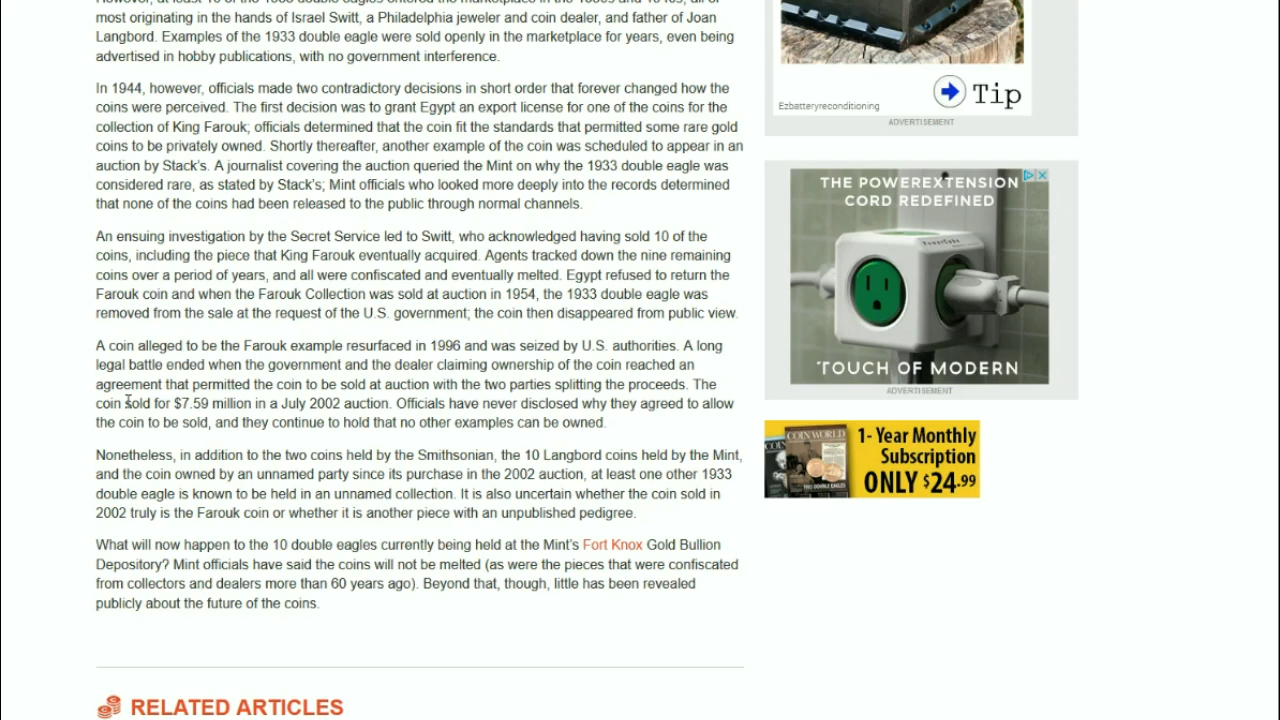 most originating in the hands of Israel Switt, a Philadelphia jeweler and coin dealer, and father of Joan
Langbord. Examples of the 1933 double eagle were sold openly in the marketplace for years, even being
advertised in hobby publications, with no government interference.
In 1944, however, officials made two contradictory decisions in short order that forever changed how the
coins were perceived. The first decision was to grant Egypt an export license for one of the coins for the
collection of King Farouk; officials determined that the coin fit the standards that permitted some rare gold
coins to be privately owned. Shortly thereafter, another example of the coin was scheduled to appear in an
auction by Stack's. A journalist covering the auction queried the Mint on why the 1933 double eagle was
considered rare, as stated by Stack's; Mint officials who looked more deeply into the records determined
that none of the coins had been released to the public through normal channels.
An ensuing investigation by the Secret Service led to Switt, who acknowledged having sold 10 of the
coins, including the piece that King Farouk eventually acquired. Agents tracked down the nine remaining
coins over a period of years, and all were confiscated and eventually melted. Egypt refused to return the
Farouk coin and when the Farouk Collection was sold at auction in 1954, the 1933 double eagle was
removed from the sale at the request of the U.S. government; the coin then disappeared from public view.
A coin alleged to be the Farouk example resurfaced in 1996 and was seized by U.S. authorities. A long
legal battle ended when the government and the dealer claiming ownership of the coin reached an
agreement that permitted the coin to be sold at auction with the two parties splitting the proceeds. The
coin sold for $7.59 million in a July 2002 auction. Officials have never disclosed why they agreed to allow
the coin to be sold, and they continue to hold that no other examples can be owned.
Nonetheless, in addition to the two coins held by the Smithsonian, the 10 Langbord coins held by the Mint,
and the coin owned by an unnamed party since its purchase in the 2002 auction, at least one other 1933
double eagle is known to be held in an unnamed collection. It is also uncertain whether the coin sold in
2002 truly is the Farouk coin or whether it is another piece with an unpublished pedigree.
What will now happen to the 10 double eagles currently being held at the Mint's Fort Knox Gold Bullion
Depository? Mint officials have said the coins will not be melted (as were the pieces that were confiscated
from collectors and dealers more than 60 years ago). Beyond that, though, little has been revealed
publicly about the future of the coins.
RELATED ARTICLES
Ezbatteryreconditioning
Tip
ADVERTISEMENT
THE POWEREXTENSION
CORD REDEFINED
PowerCube
TOUCH OF MODERN
ADVERTISEMENT
COIN WORLD
1- Year Monthly
Subscription
ONLY $24.99